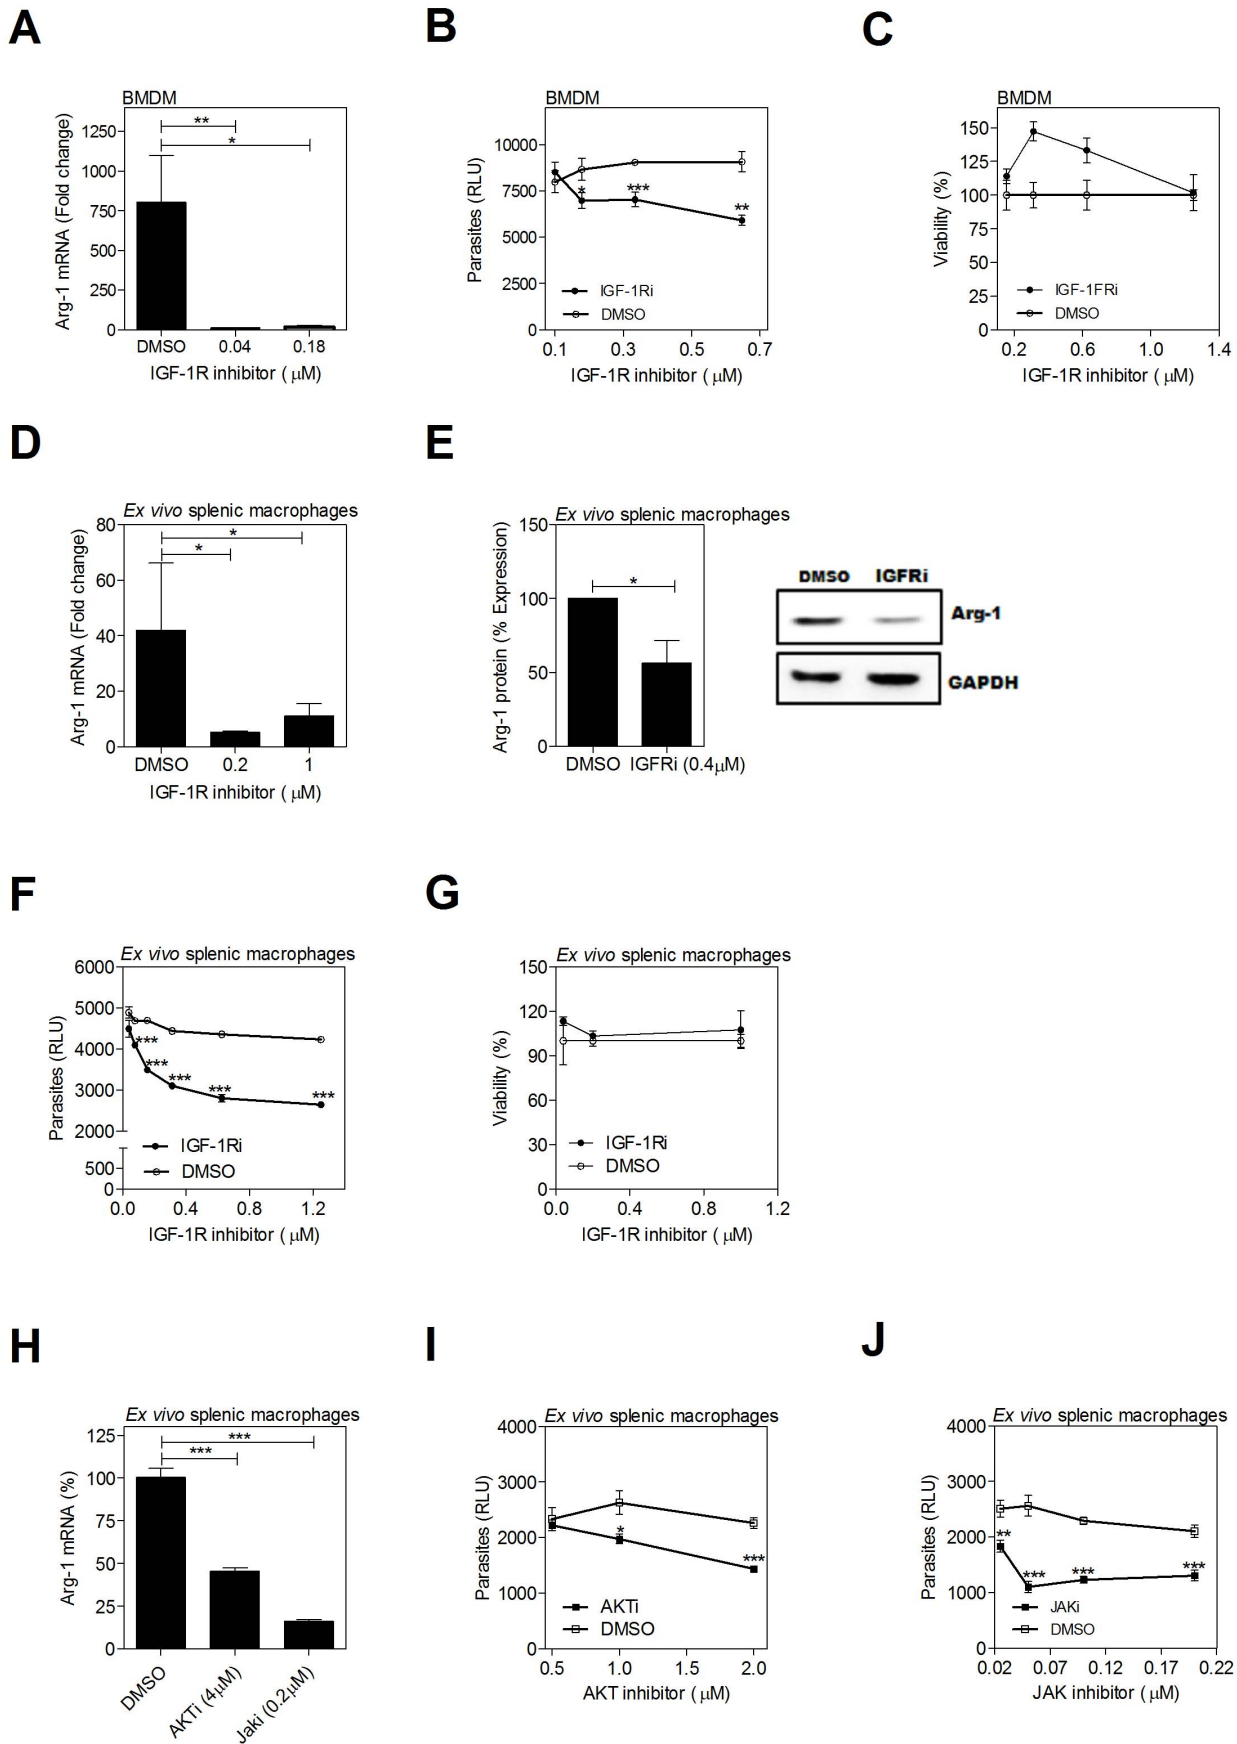 A
BMDM
Arg-1 mRNA (Fold change)
1250
1000
750
500
250
0
**
*
DMSO 0.04 0.18
IGF-1R inhibitor ( μM)
B
BMDM
Parasites (RLU)
10000
7500
5000
2500
0
* *** **
IGF-1Ri
DMSO
0.1 0.3 0.5 0.7
IGF-1R inhibitor ( μM)
C
BMDM
Viability (%)
150
125
100
75
50
25
0
IGF-1FRi
DMSO
0.2 0.6 1.0 1.4
IGF-1R inhibitor ( μM)
D
Ex vivo splenic macrophages
Arg-1 mRNA (Fold change)
80
60
40
20
0
*
*
DMSO 0.2 1
IGF-1R inhibitor ( μM)
E
Ex vivo splenic macrophages
Arg-1 protein (% Expression)
150
100
50
0
*
DMSO IGFRi (0.4μM)
DMSO IGFRi
Arg-1
GAPDH
F
Ex vivo splenic macrophages
Parasites (RLU)
6000
5000
4000
3000
2000
500
0
***
***
***
***
***
IGF-1Ri
DMSO
0.0 0.4 0.8 1.2
IGF-1R inhibitor ( μM)
G
Ex vivo splenic macrophages
Viability (%)
150
120
90
60
30
0
IGF-1Ri
DMSO
0.0 0.4 0.8 1.2
IGF-1R inhibitor ( μM)
H
Ex vivo splenic macrophages
Arg-1 mRNA (%)
125
100
75
50
25
0
***
***
DMSO
AKTi (4μM)
Jaki (0.2μM)
I
Ex vivo splenic macrophages
Parasites (RLU)
4000
3000
2000
1000
0
*
***
AKTi
DMSO
0.5 1.0 1.5 2.0
AKT inhibitor ( μM)
J
Ex vivo splenic macrophages
Parasites (RLU)
4000
3000
2000
1000
0
**
*** *** ***
JAKi
DMSO
0.02 0.07 0.12 0.17 0.22
JAK inhibitor ( μM)